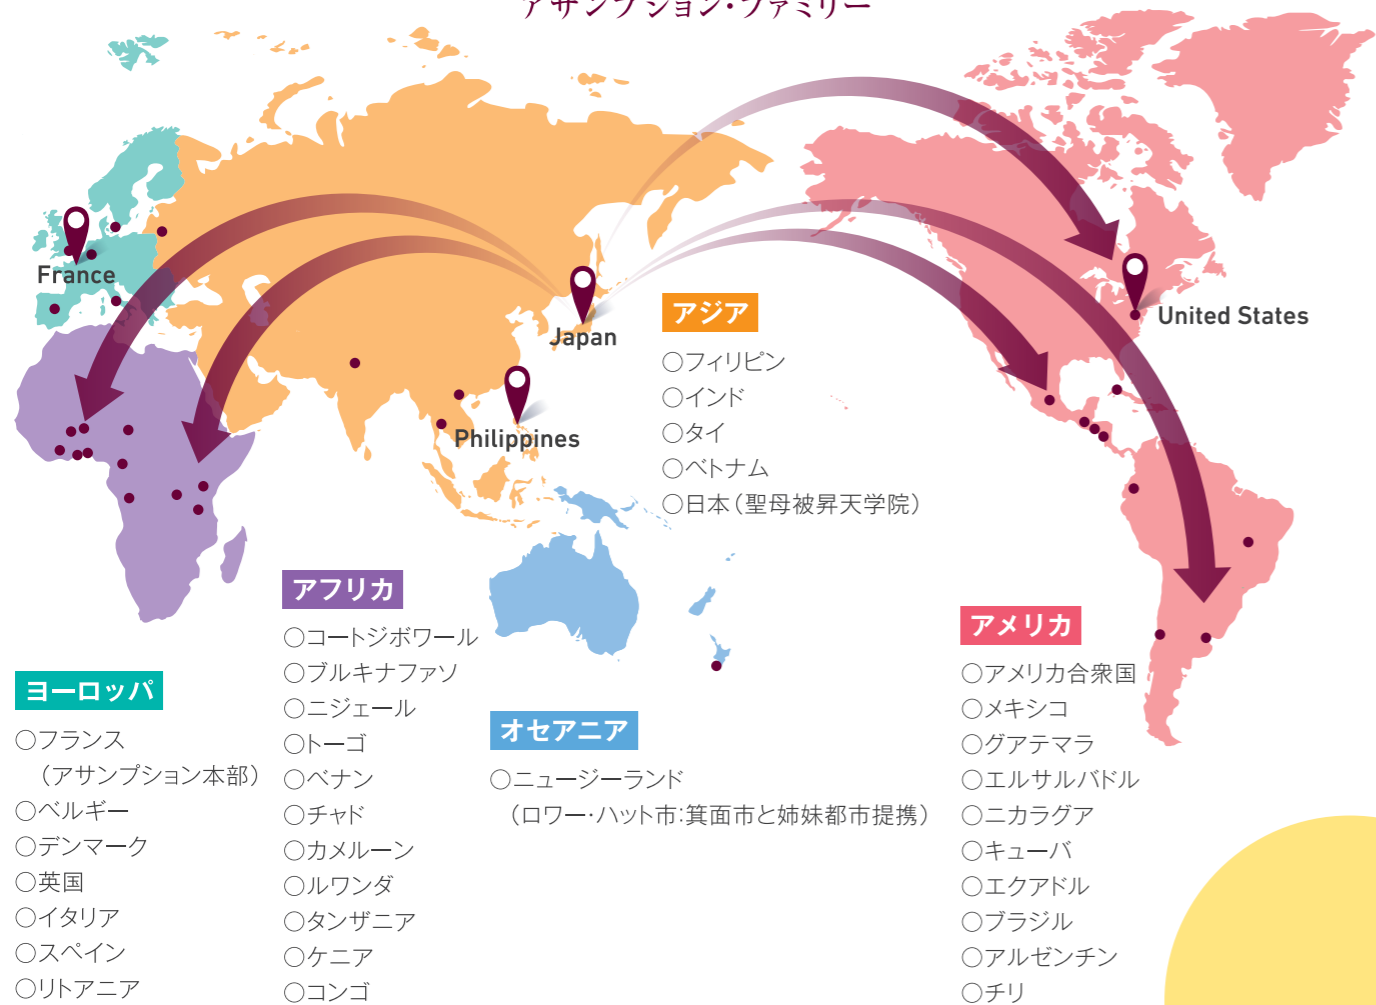 アサンプション・ファミリー
France
Japan
Philippines
United States
アジア
○フィリピン
○インド
○タイ
○ベトナム
○日本（聖母被昇天学院）
アフリカ
○コートジボワール
○ブルキナファソ
○ニジェール
○トーゴ
○ベナン
○チャド
○カメルーン
○ルワンダ
○タンザニア
○ケニア
○コンゴ
ヨーロッパ
○フランス
（アサンプション本部）
○ベルギー
○デンマーク
○英国
○イタリア
○スペイン
○リトアニア
オセアニア
○ニュージーランド
（ロワー・ハット市：箕面市と姉妹都市提携）
アメリカ
○アメリカ合衆国
○メキシコ
○グアテマラ
○エルサルバドル
○ニカラグア
○キューバ
○エクアドル
○ブラジル
○アルゼンチン
○チリ